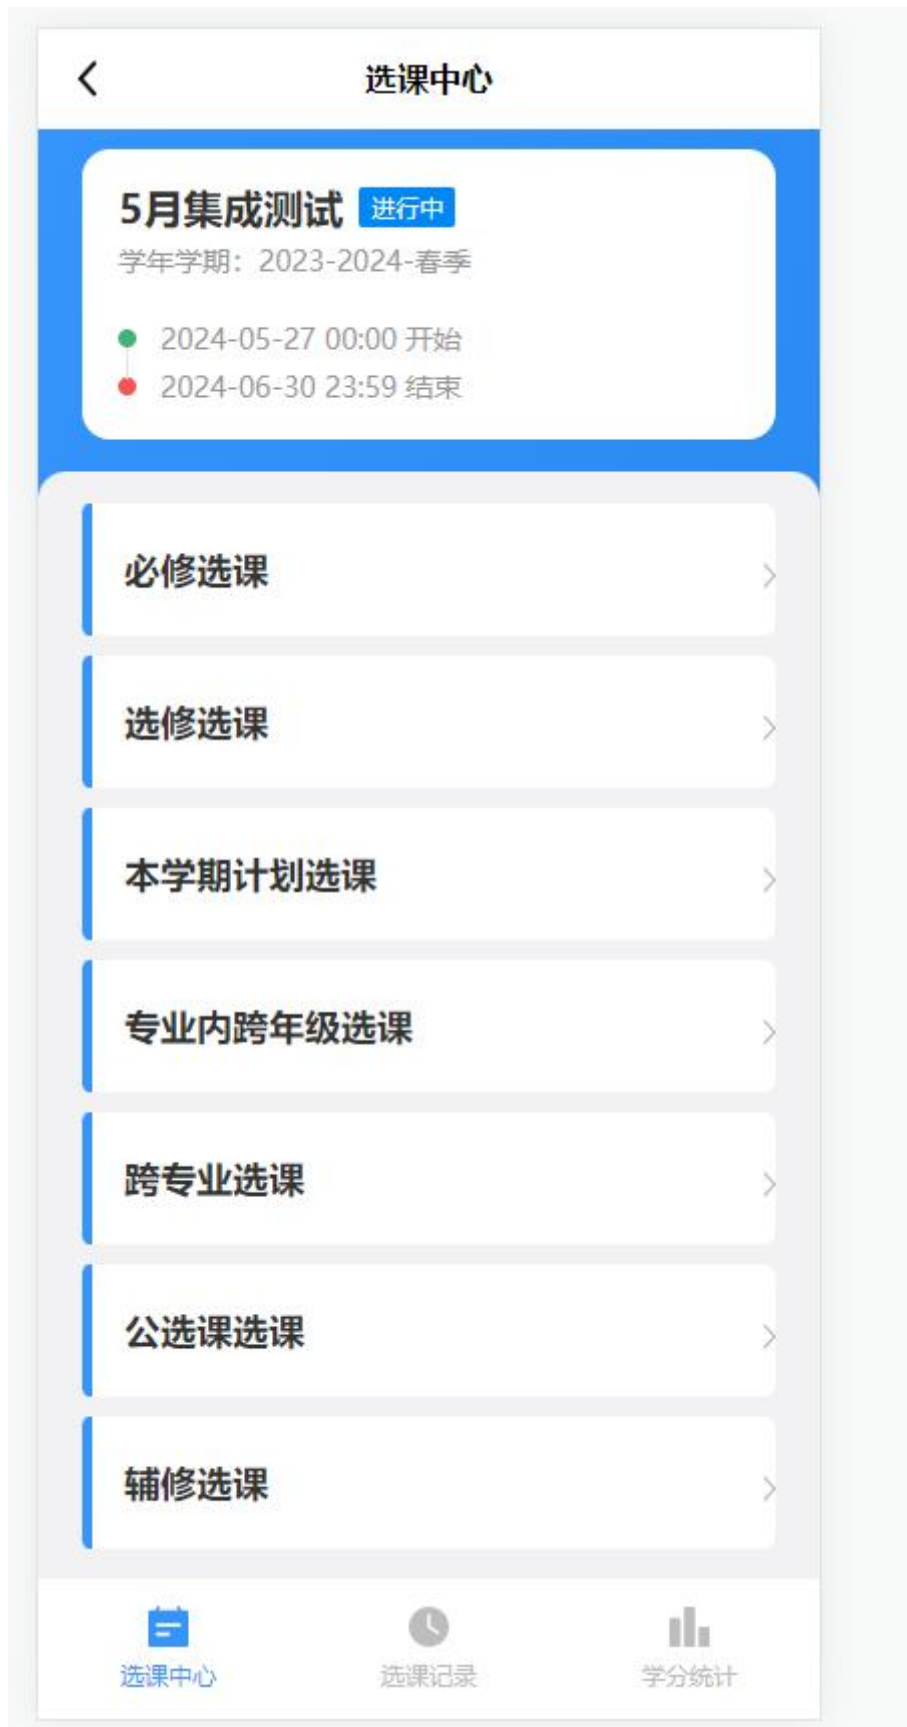 选课中心
5月集成测试 进行中
学年学期：2023-2024-春季
2024-05-27 00:00 开始
2024-06-30 23:59 结束
必修选课
选修选课
本学期计划选课
专业内跨年级选课
跨专业选课
公选课选课
辅修选课
选课中心 选课记录 学分统计